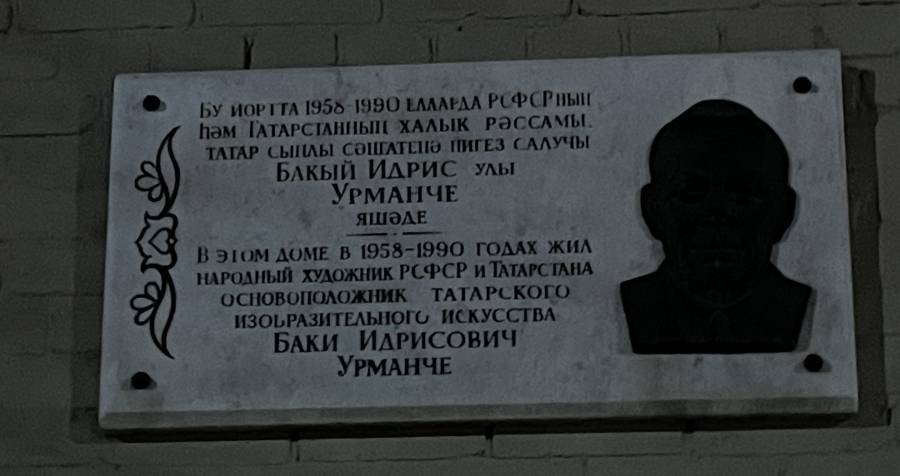 Бу йортта 1958-1990 елларда РСФСРның
һәм Татарстанның халык рәссамы.
татар сынлы сәнгатенә нигез салучы
Бакый Идрис улы
Урманче
яшәде
В этом доме в 1958-1990 годах жил
народный художник РСФСР и Татарстана
основоположник татарского
изобразительного искусства
Баки Идрисович
Урманче